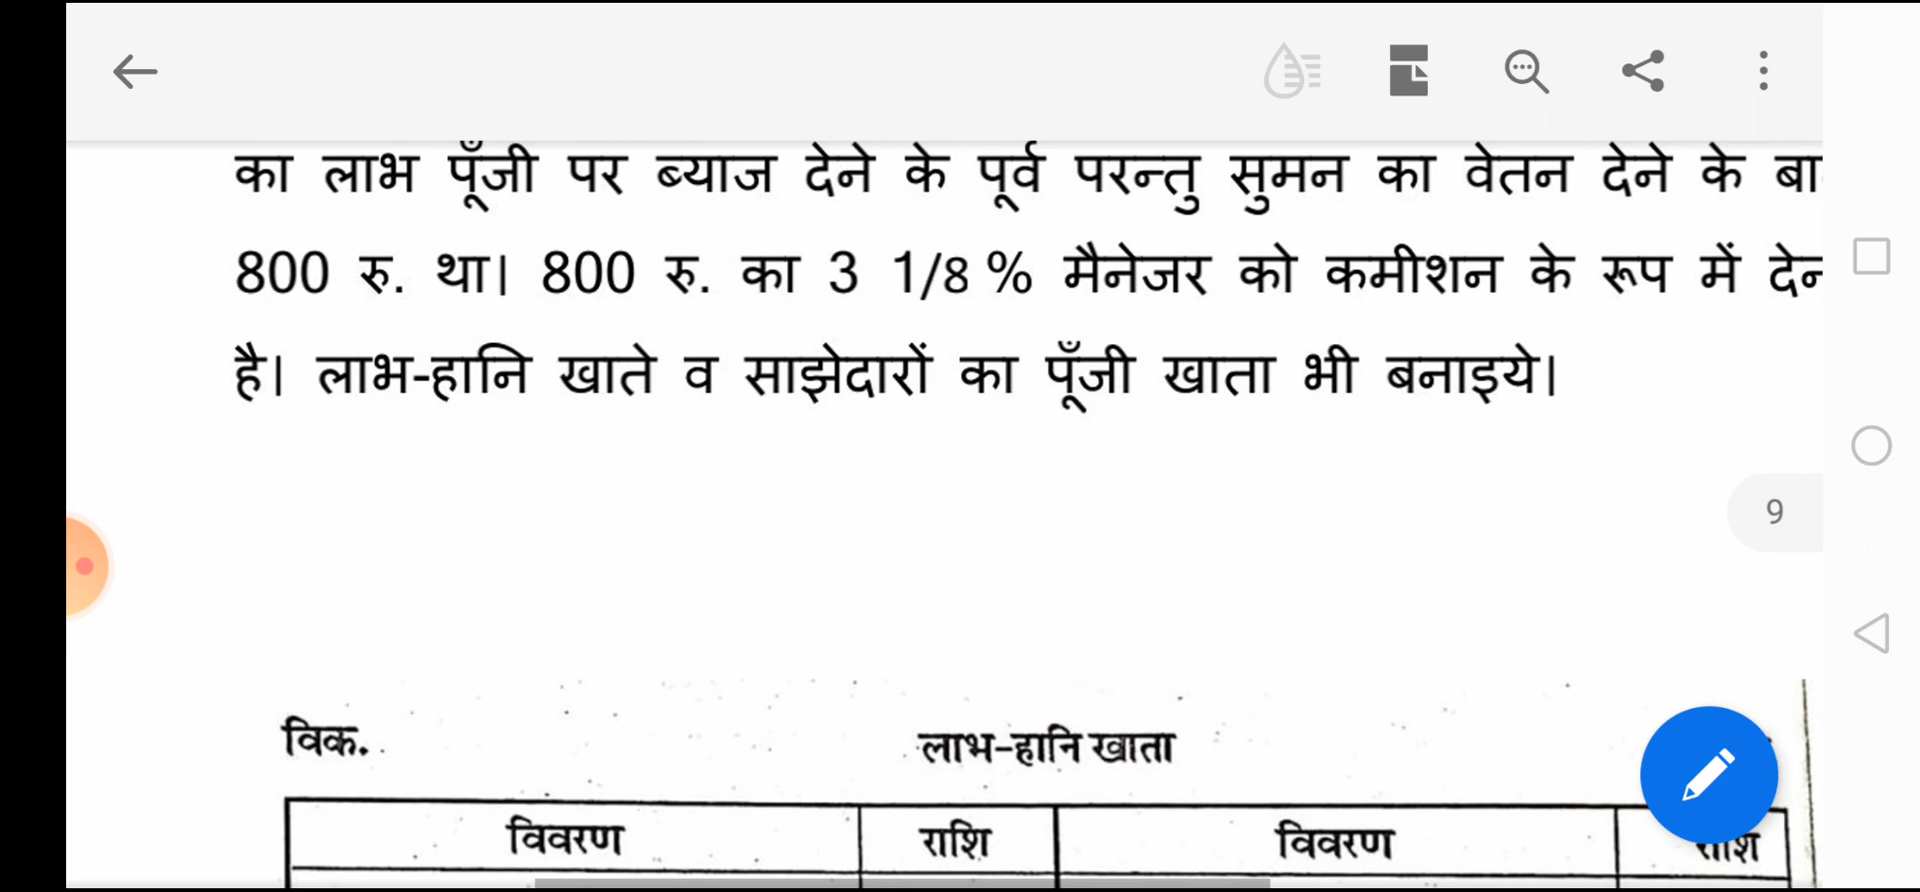 का लाभ पूँजी पर ब्याज देने के पूर्व परन्तु सुमन का वेतन देने के
800 रु. था। 800 रु. का 3 1/8 % मैनेजर को कमीशन के रूप में
है। लाभ-हानि खाते व साझेदारों का पूँजी खाता भी बनाइये।
9
विक. लाभ-हानि खाता
विवरण राशि विवरण राशि